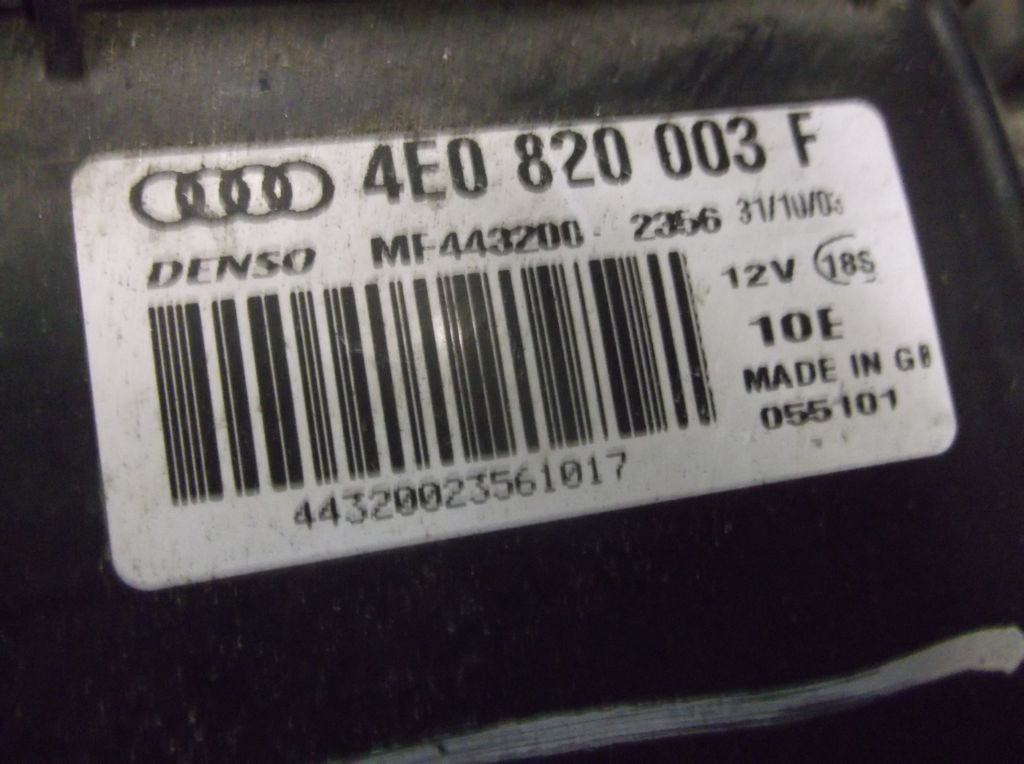 4E0 820 003 F
DENSO MF443200-2356 31/10/03
12V 18S
10E
MADE IN GB
055101
44320023561017